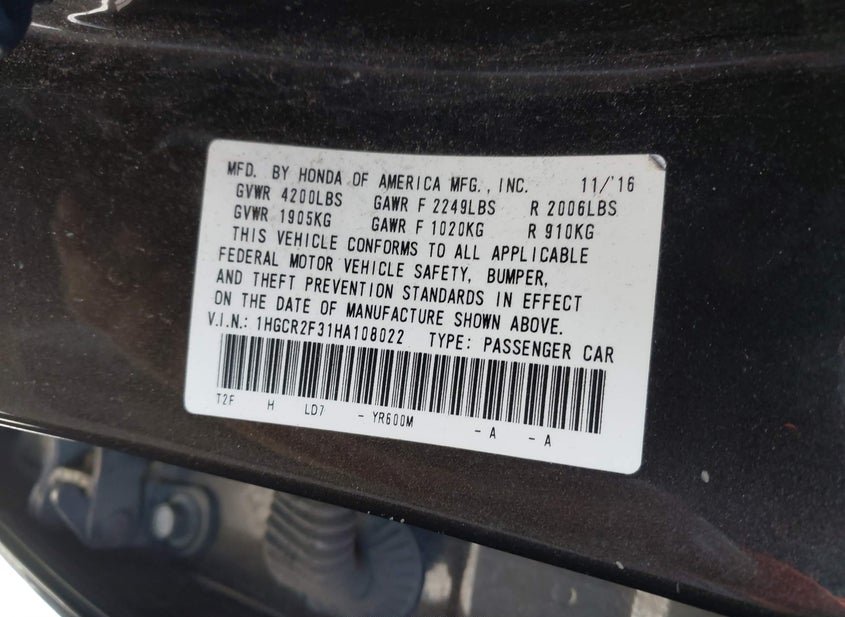 MFD. BY HONDA OF AMERICA MFG., INC. 11/'16
GVWR 4200LBS GAWR F 2249LBS R 2006LBS
GVWR 1905KG GAWR F 1020KG R 910KG
THIS VEHICLE CONFORMS TO ALL APPLICABLE
FEDERAL MOTOR VEHICLE SAFETY, BUMPER,
AND THEFT PREVENTION STANDARDS IN EFFECT
ON THE DATE OF MANUFACTURE SHOWN ABOVE.
V.I.N.: 1HGCR2F31HA108022 TYPE: PASSENGER CAR
T2F H LD7 - YR600M - A - A